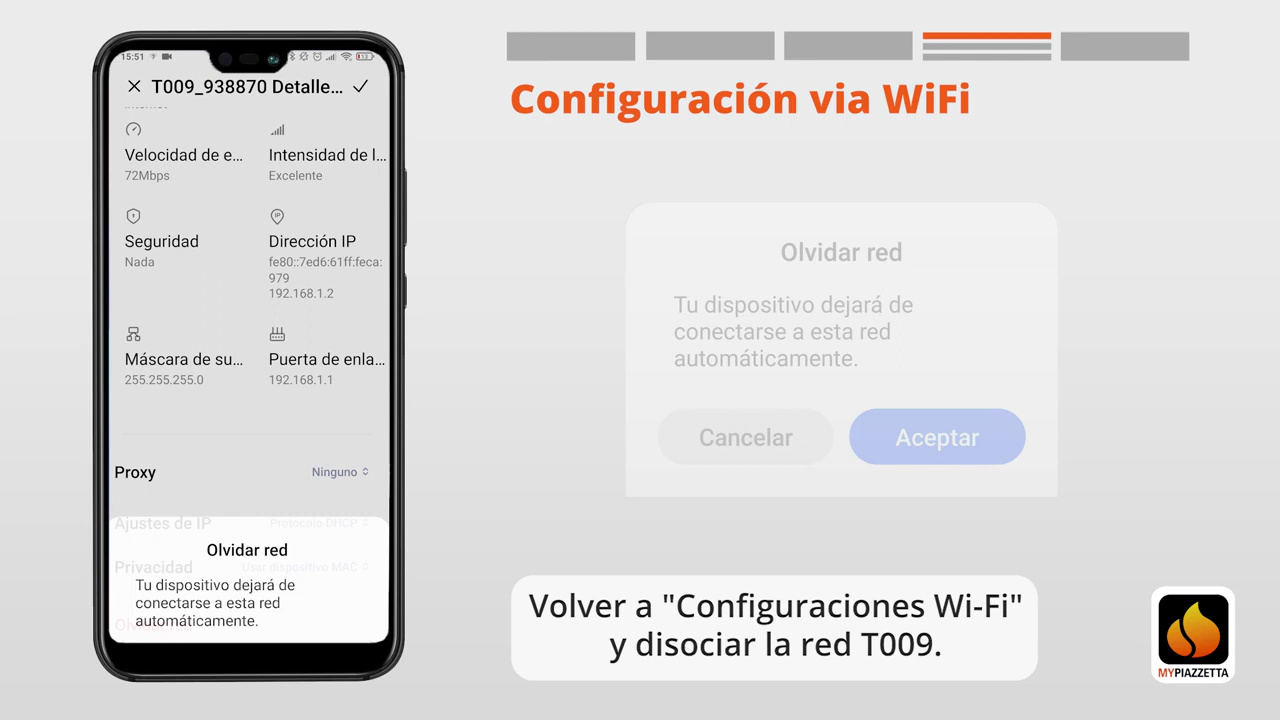 15:51
T009_938870 Detalle...
Velocidad de e...
Intensidad de l...
72Mbps
Excelente
Seguridad
Dirección IP
Nada
fe80::7ed6:61ff:feca:
979
192.168.1.2
Máscara de su...
Puerta de enla...
255.255.255.0
192.168.1.1
Proxy
Ninguno
Ajustes de IP
Protocolo DHCP
Privacidad
Usar dispositivo MAC
Olvidar red
Tu dispositivo dejará de
conectarse a esta red
automáticamente.
Configuración via WiFi
Olvidar red
Tu dispositivo dejará de
conectarse a esta red
automáticamente.
Cancelar
Aceptar
Volver a "Configuraciones Wi-Fi"
y disociar la red T009.
MYPIAZZETTA